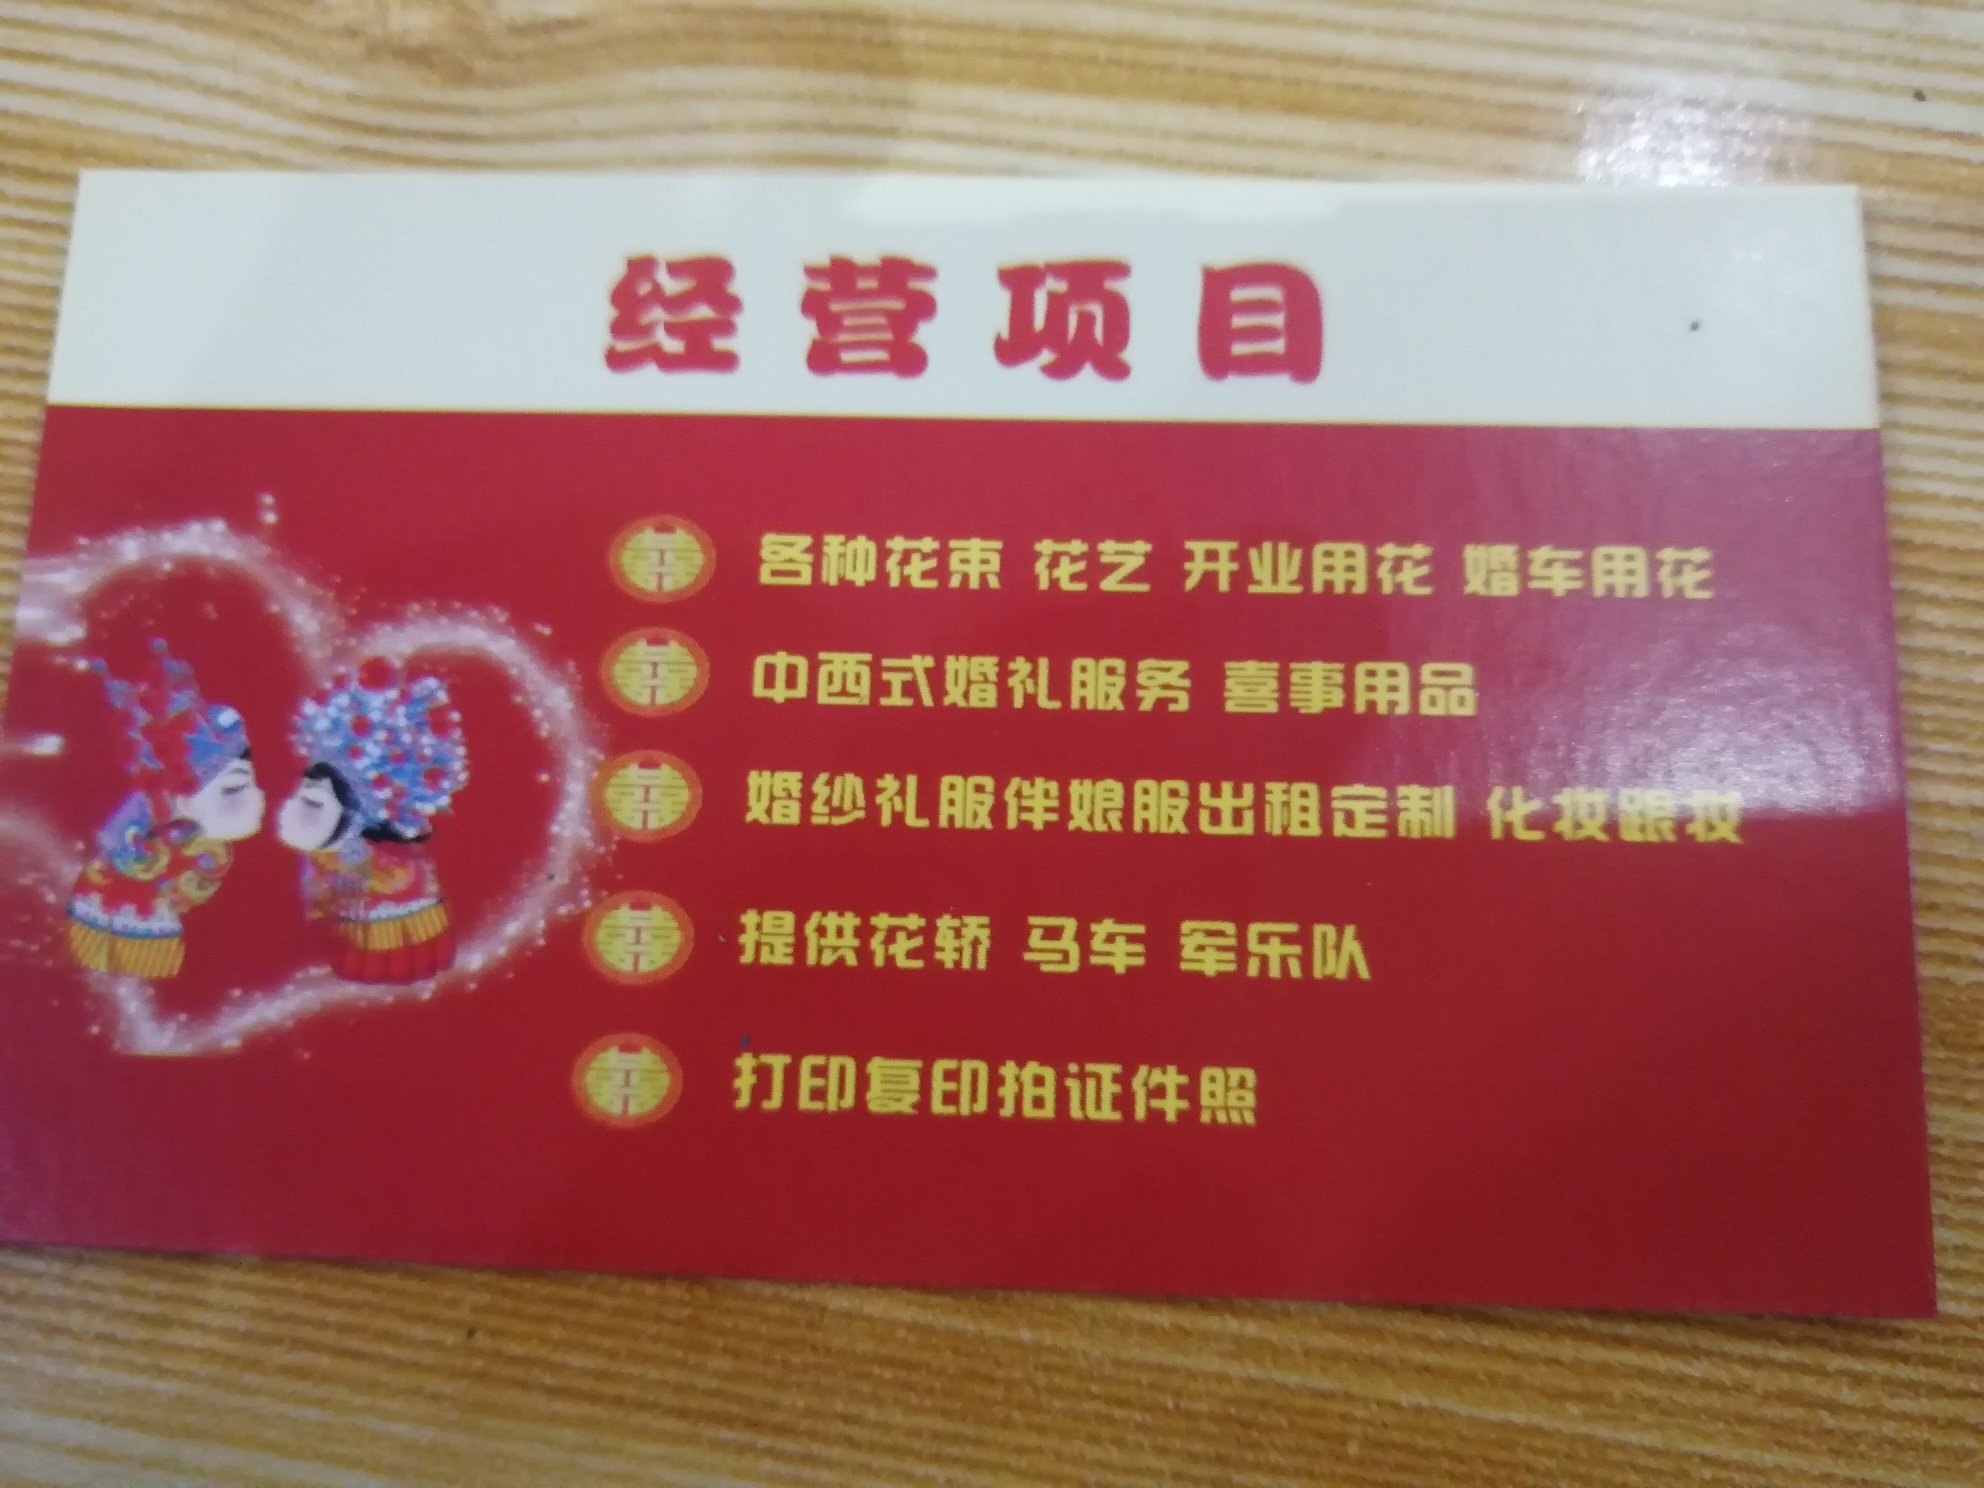 经营项目
各种花束 花艺 开业用花 婚车用花
中西式婚礼服务 喜事用品
婚纱礼服伴娘服出租定制 化妆跟妆
提供花轿 马车 军乐队
打印复印拍证件照